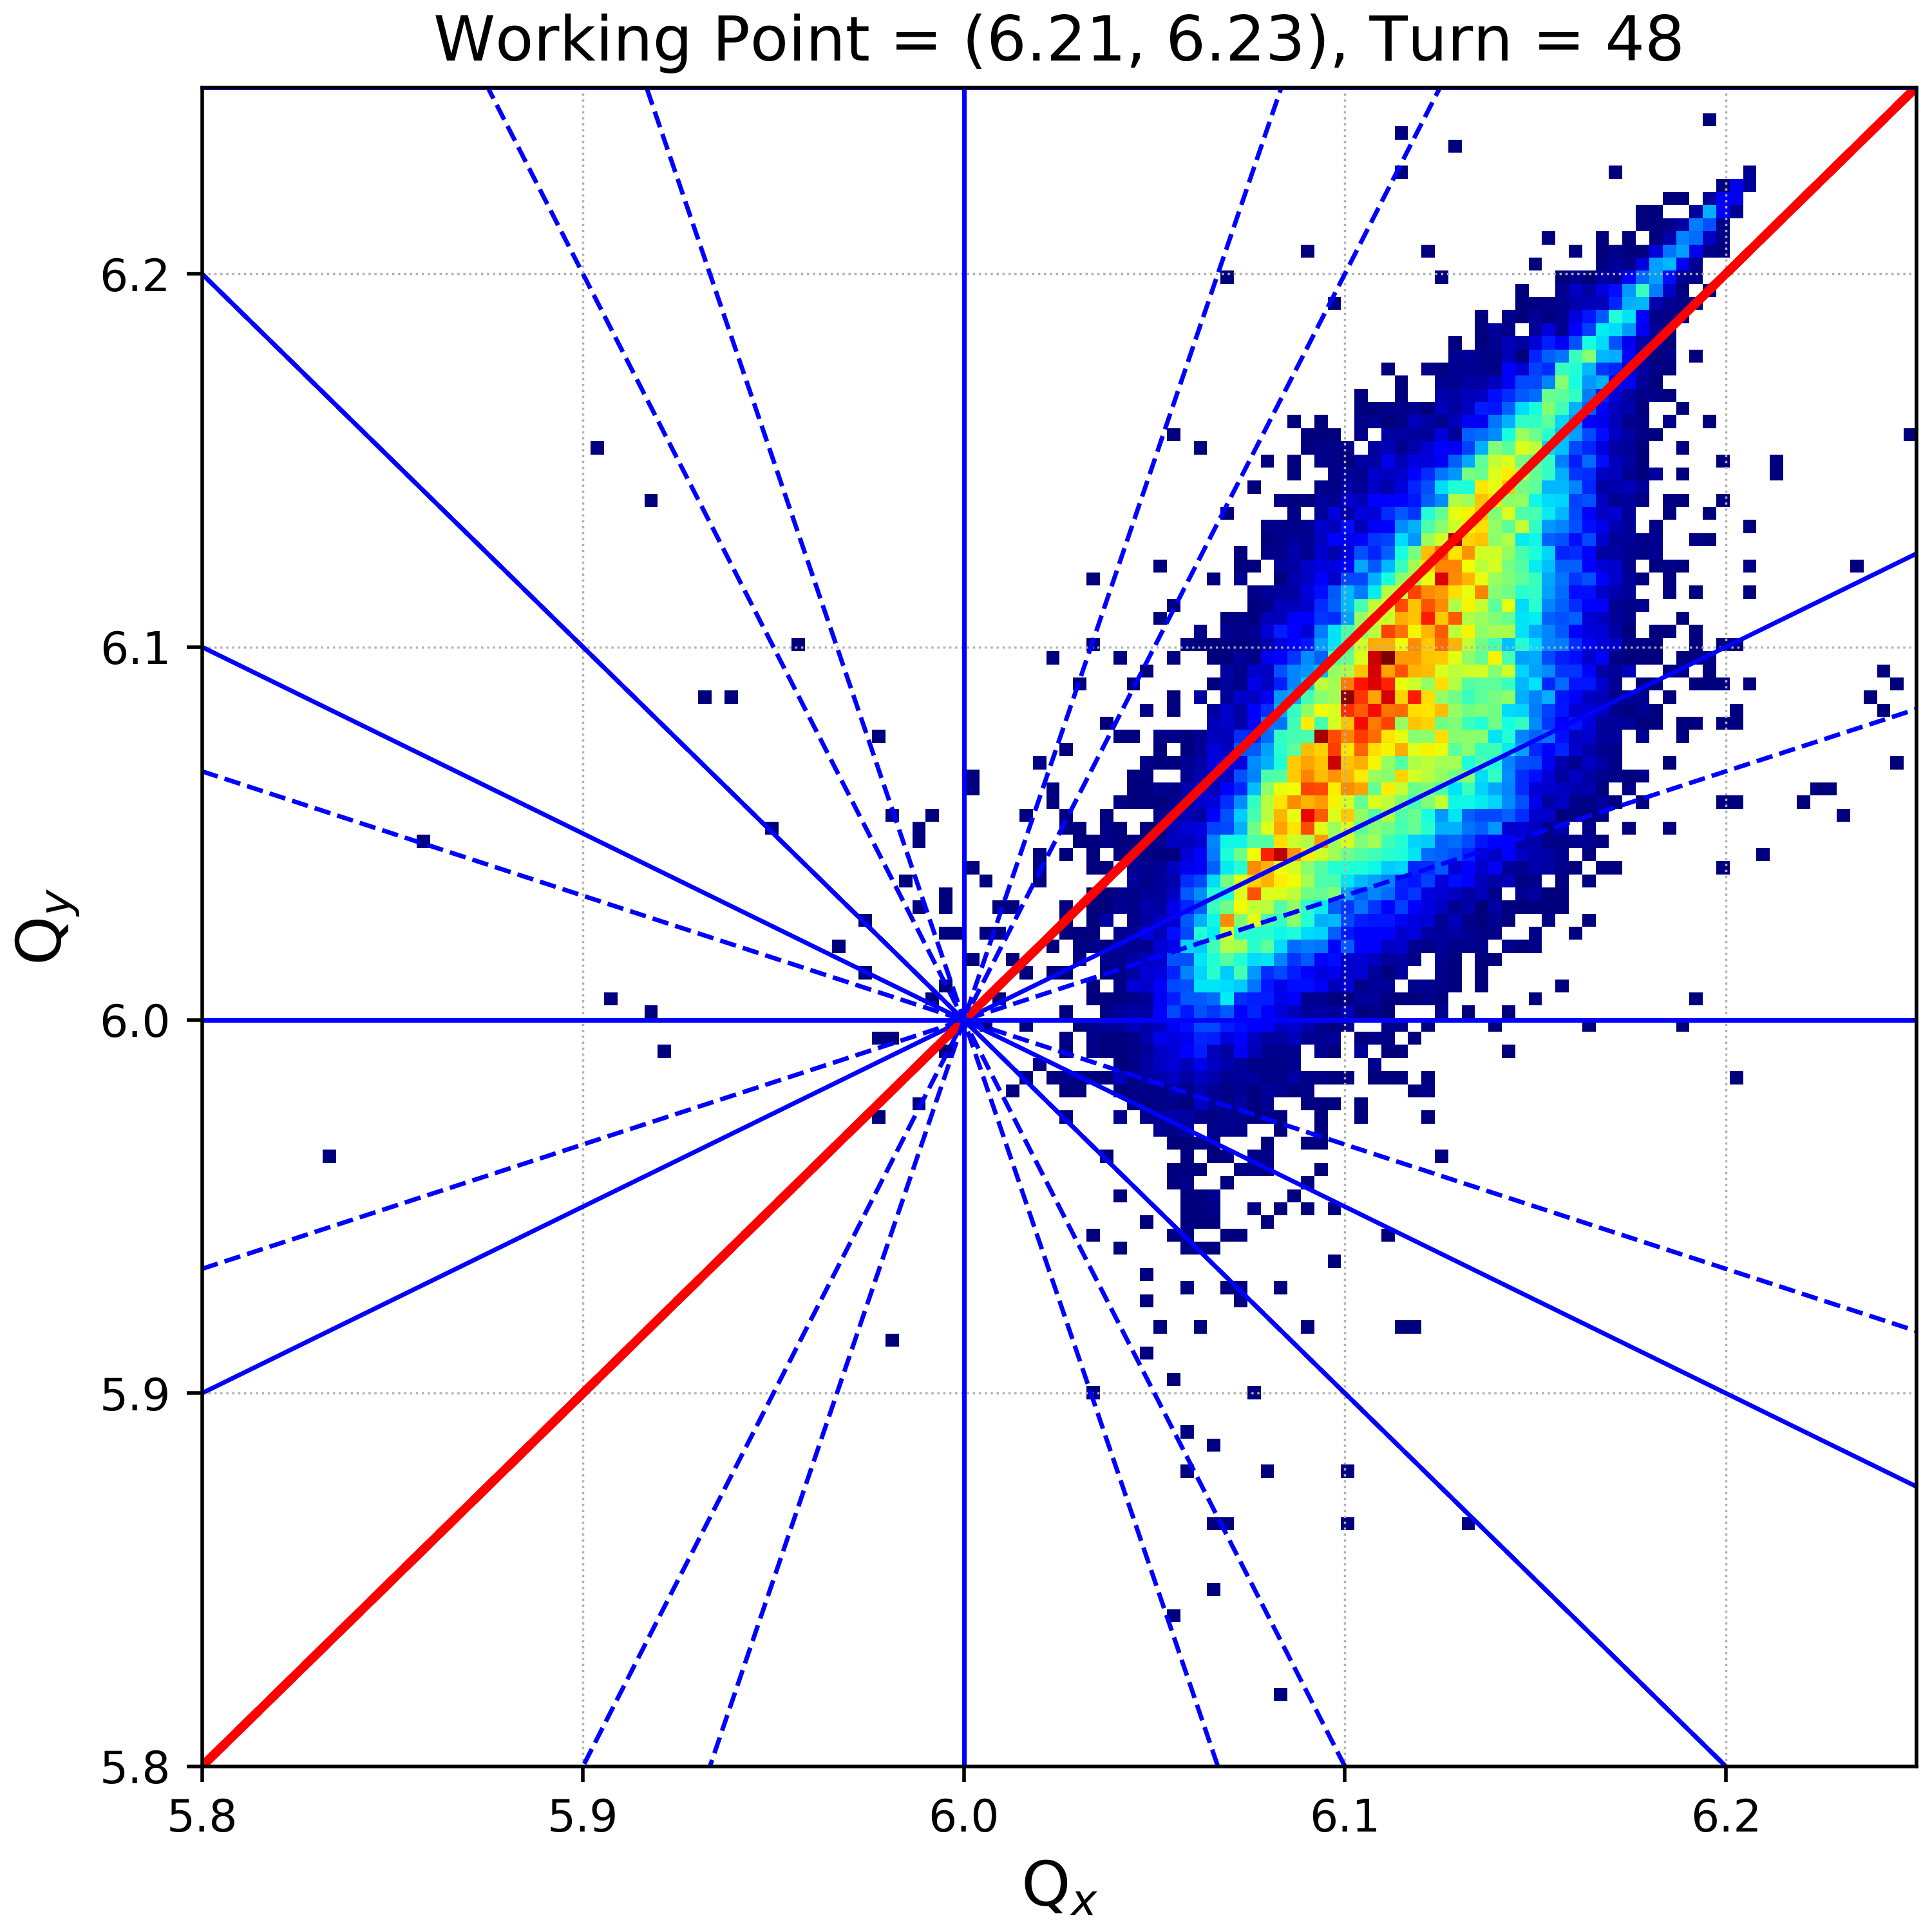 Working Point = (6.21, 6.23), Turn = 48
6.2
6.1
6.0
5.9
5.8
Qy
5.8 5.9 6.0 6.1 6.2
Qx